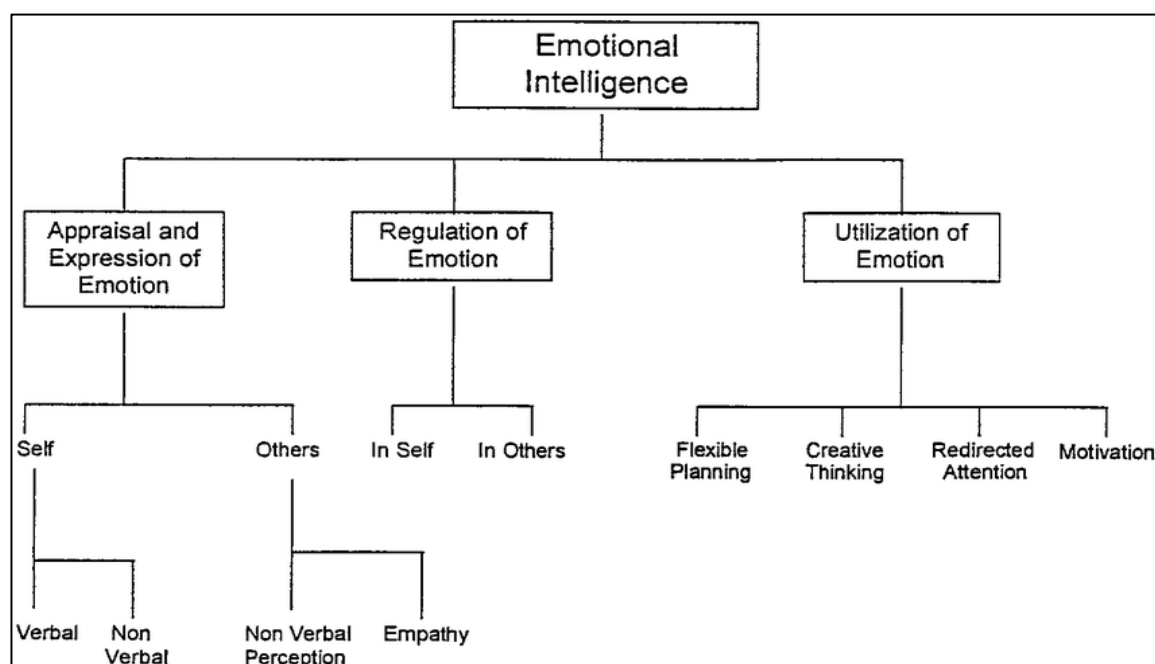 Emotional
Intelligence
Appraisal and
Expression of
Emotion
Regulation of
Emotion
Utilization of
Emotion
Self
Others
In Self
In Others
Flexible
Planning
Creative
Thinking
Redirected
Attention
Motivation
Verbal
Non
Verbal
Non Verbal
Perception
Empathy